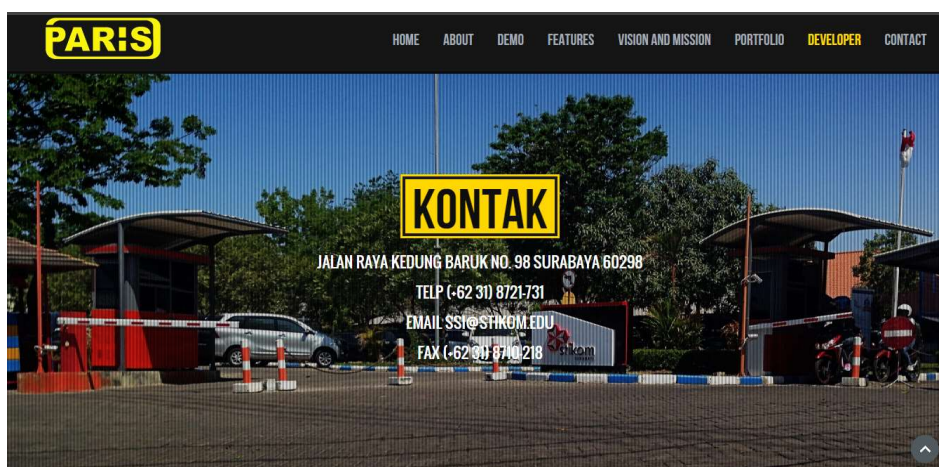 PARIS
HOME ABOUT DEMO FEATURES VISION AND MISSION PORTFOLIO DEVELOPER CONTACT
KONTAK
JALAN RAYA KEDUNG BARUK NO. 98 SURABAYA 60298
TELP (+62 31) 8721-731
EMAIL SSI@STIKOM.EDU
FAX (+62 31) 8710-218
stikom